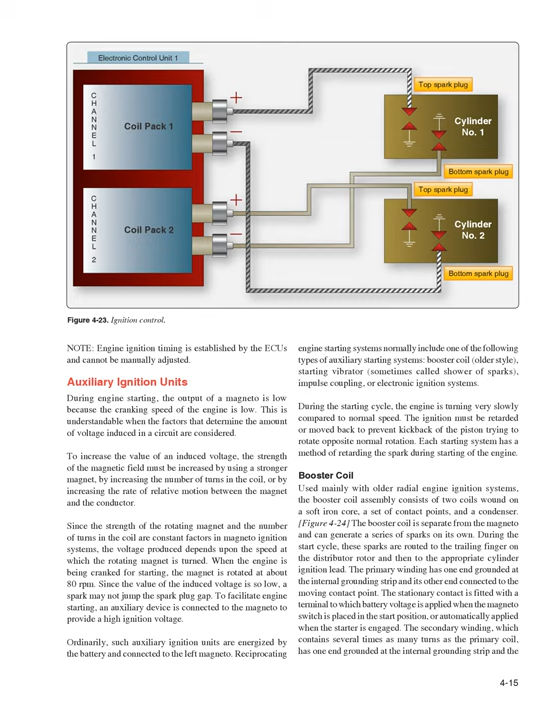 Electronic Control Unit 1
CHANNEL 1
Coil Pack 1
+
–
CHANNEL 2
Coil Pack 2
+
–
Top spark plug
Cylinder
No. 1
Bottom spark plug
Top spark plug
Cylinder
No. 2
Bottom spark plug
Figure 4-23. Ignition control.
NOTE: Engine ignition timing is established by the ECUs
and cannot be manually adjusted.
Auxiliary Ignition Units
During engine starting, the output of a magneto is low
because the cranking speed of the engine is low. This is
understandable when the factors that determine the amount
of voltage induced in a circuit are considered.
To increase the value of an induced voltage, the strength
of the magnetic field must be increased by using a stronger
magnet, by increasing the number of turns in the coil, or by
increasing the rate of relative motion between the magnet
and the conductor.
Since the strength of the rotating magnet and the number
of turns in the coil are constant factors in magneto ignition
systems, the voltage produced depends upon the speed at
which the rotating magnet is turned. When the engine is
being cranked for starting, the magnet is rotated at about
80 rpm. Since the value of the induced voltage is so low, a
spark may not jump the spark plug gap. To facilitate engine
starting, an auxiliary device is connected to the magneto to
provide a high ignition voltage.
Ordinarily, such auxiliary ignition units are energized by
the battery and connected to the left magneto. Reciprocating
engine starting systems normally include one of the following
types of auxiliary starting systems: booster coil (older style),
starting vibrator (sometimes called shower of sparks),
impulse coupling, or electronic ignition systems.
During the starting cycle, the engine is turning very slowly
compared to normal speed. The ignition must be retarded
or moved back to prevent kickback of the piston trying to
rotate opposite normal rotation. Each starting system has a
method of retarding the spark during starting of the engine.
Booster Coil
Used mainly with older radial engine ignition systems,
the booster coil assembly consists of two coils wound on
a soft iron core, a set of contact points, and a condenser.
[Figure 4-24] The booster coil is separate from the magneto
and can generate a series of sparks on its own. During the
start cycle, these sparks are routed to the trailing finger on
the distributor rotor and then to the appropriate cylinder
ignition lead. The primary winding has one end grounded at
the internal grounding strip and its other end connected to the
moving contact point. The stationary contact is fitted with a
terminal to which battery voltage is applied when the magneto
switch is placed in the start position, or automatically applied
when the starter is engaged. The secondary winding, which
contains several times as many turns as the primary coil,
has one end grounded at the internal grounding strip and the
4-15